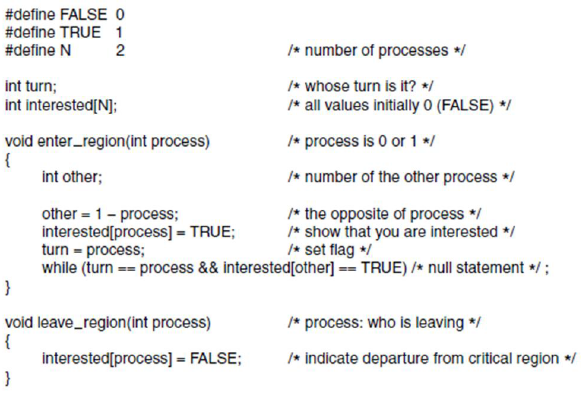 #define FALSE 0
#define TRUE 1
#define N 2 /* number of processes */
int turn; /* whose turn is it? */
int interested[N]; /* all values initially 0 (FALSE) */
void enter_region(int process) /* process is 0 or 1 */
{
int other; /* number of the other process */
other = 1 – process; /* the opposite of process */
interested[process] = TRUE; /* show that you are interested */
turn = process; /* set flag */
while (turn == process && interested[other] == TRUE) /* null statement */ ;
}
void leave_region(int process) /* process: who is leaving */
{
interested[process] = FALSE; /* indicate departure from critical region */
}